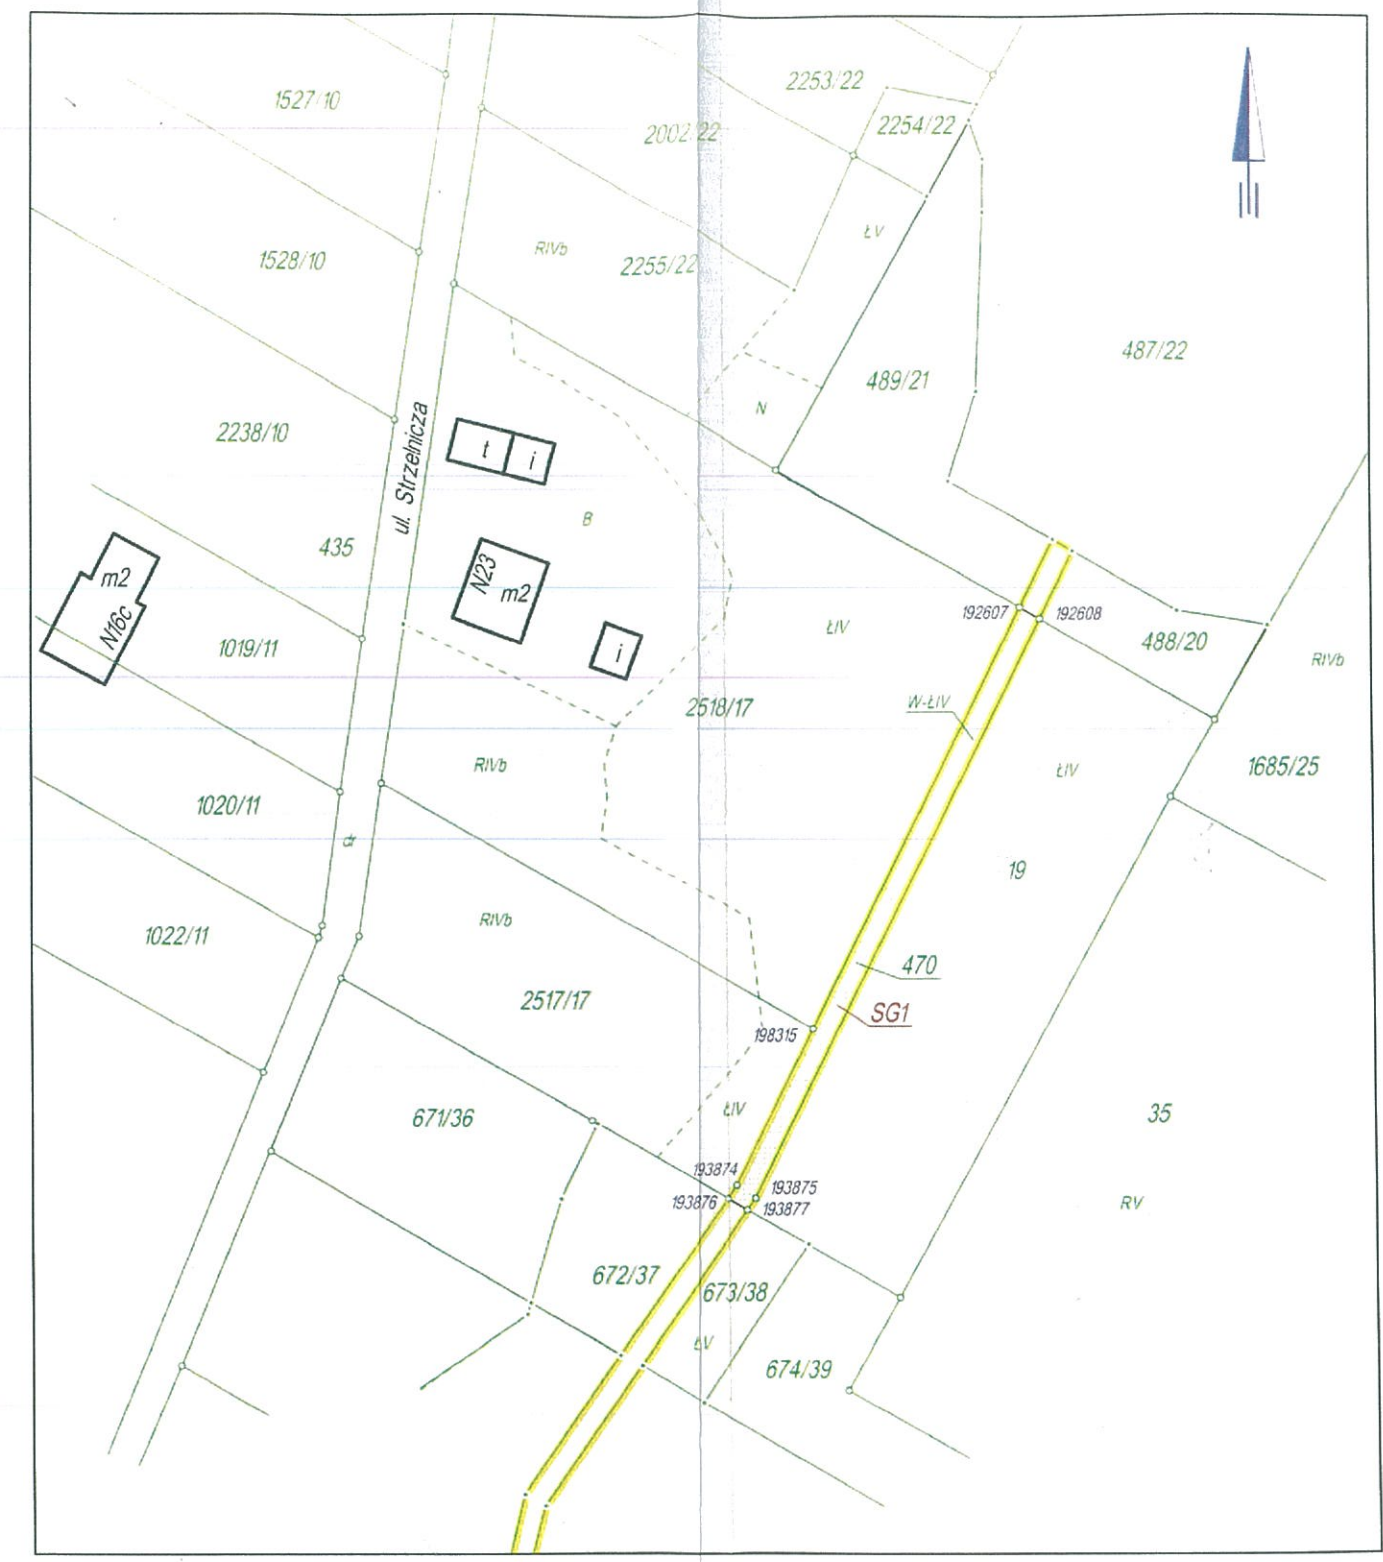 2253/22
1527/10
2254/22
2002/22
ŁV
RIVb
1528/10
2255/22
487/22
489/21
N
2238/10
ul. Strzelnicza
t
i
B
435
m2
N16c
N23
m2
192607
192608
ŁIV
488/20
1019/11
i
RIVb
W-ŁIV
2518/17
RIVb
ŁIV
1685/25
1020/11
dr
19
RIVb
1022/11
470
2517/17
SG1
198315
ŁIV
671/36
35
193874
193875
193876
193877
RV
672/37
673/38
ŁV
674/39